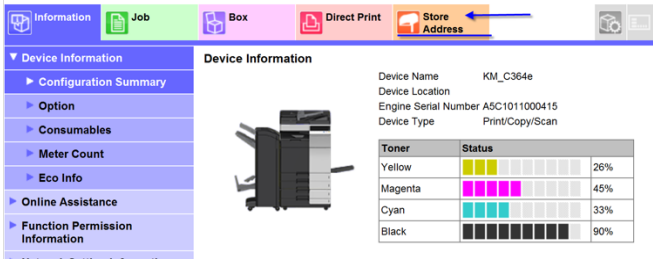 Information
Job
Box
Direct Print
Store
Address
▼ Device Information
► Configuration Summary
► Option
► Consumables
► Meter Count
► Eco Info
► Online Assistance
► Function Permission
Information
Device Information
Device Name KM_C364e
Device Location
Engine Serial Number A5C1011000415
Device Type Print/Copy/Scan
Toner Status
Yellow 26%
Magenta 45%
Cyan 33%
Black 90%